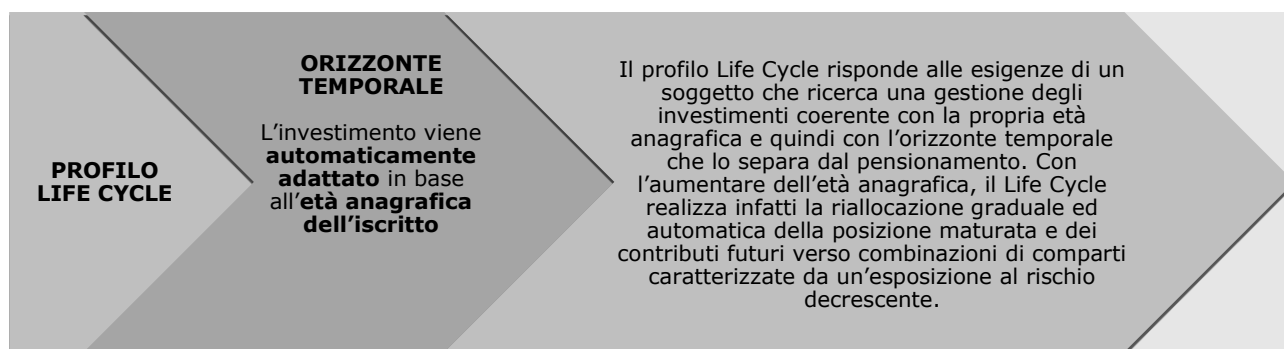 PROFILO
LIFE CYCLE
ORIZZONTE
TEMPORALE
L’investimento viene
automaticamente
adattato in base
all’età anagrafica
dell’iscritto
Il profilo Life Cycle risponde alle esigenze di un
soggetto che ricerca una gestione degli
investimenti coerente con la propria età
anagrafica e quindi con l’orizzonte temporale
che lo separa dal pensionamento. Con
l’aumentare dell’età anagrafica, il Life Cycle
realizza infatti la riallocazione graduale ed
automatica della posizione maturata e dei
contributi futuri verso combinazioni di comparti
caratterizzate da un’esposizione al rischio
decrescente.